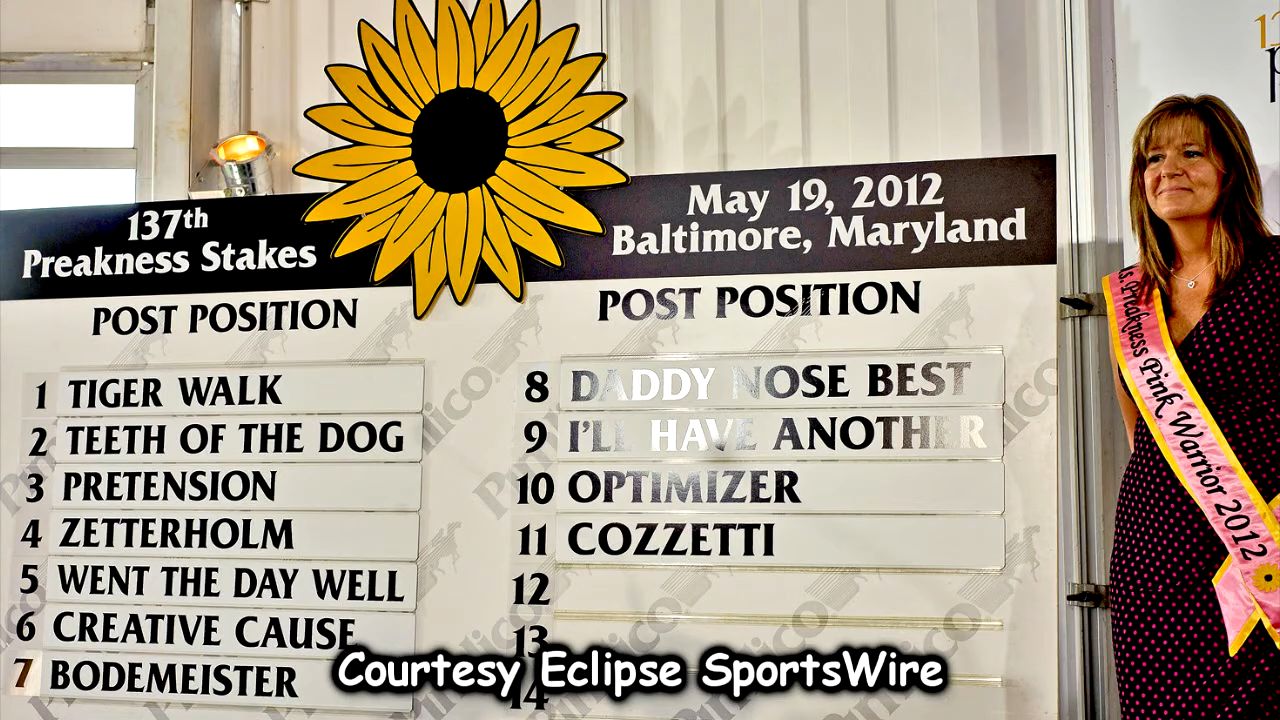 137th
Preakness Stakes
May 19, 2012
Baltimore, Maryland
POST POSITION
1 TIGER WALK
2 TEETH OF THE DOG
3 PRETENSION
4 ZETTERHOLM
5 WENT THE DAY WELL
6 CREATIVE CAUSE
7 BODEMEISTER
POST POSITION
8 DADDY NOSE BEST
9 I'LL HAVE ANOTHER
10 OPTIMIZER
11 COZZETTI
12
13
14
Preakness Pink Warrior 2012
Courtesy Eclipse SportsWire
Pimlico